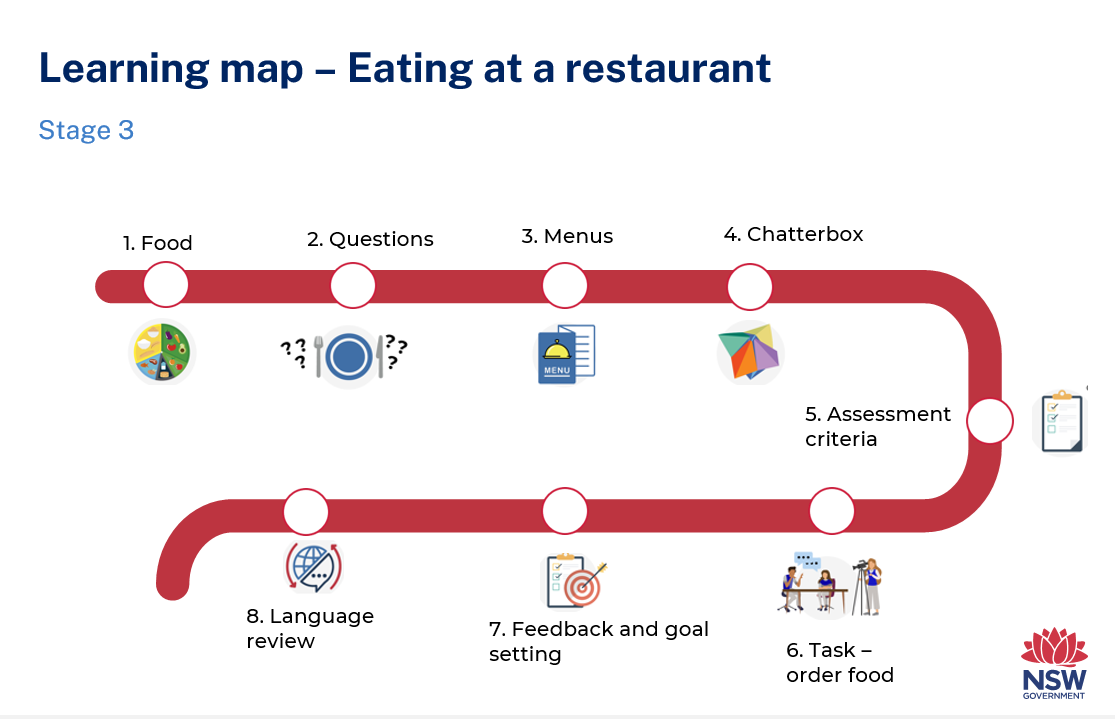 Learning map – Eating at a restaurant
Stage 3
1. Food
2. Questions
3. Menus
4. Chatterbox
?? ?
?? ?
MENU
5. Assessment
criteria
6. Task –
order food
7. Feedback and goal
setting
8. Language
review
NSW
GOVERNMENT